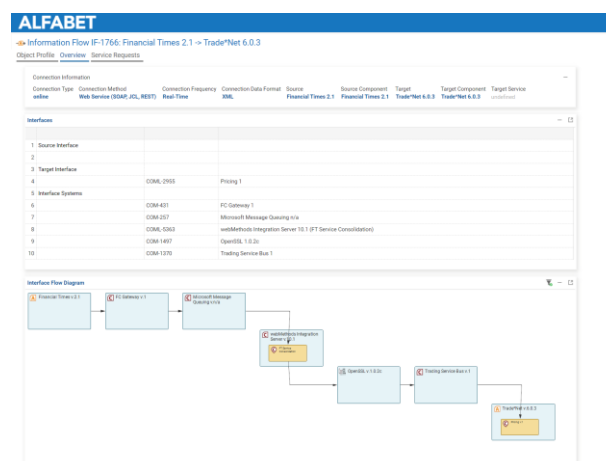 ALFABET
Information Flow IF-1766: Financial Times 2.1 -> Trade*Net 6.0.3
Object Profile Overview Service Requests
Connection Information
Connection Type Connection Method Connection Frequency Connection Data Format Source Source Component Target Target Component Target Service
online Web Service (SOAP, JCL, REST) Real-Time XML Financial Times 2.1 Financial Times 2.1 Trade*Net 6.0.3 Trade*Net 6.0.3 undefined
Interfaces
1 Source Interface
2
3 Target Interface
4 COML-2955 Pricing 1
5 Interface Systems
6 COM-431 FC-Gateway 1
7 COM-257 Microsoft Message Queuing n/a
8 COML-5363 webMethods Integration Server 10.1 (FT Service Consolidation)
9 COM-1497 OpenSSL 1.0.2c
10 COM-1370 Trading Service Bus 1
Interface Flow Diagram
Financial Times v 2.1
FC Gateway v 1
Microsoft Message
Queuing v n/a
webMethods Integration
Server v 10.1
OpenSSL v 1.0.2c
Trading Service Bus v 1
Trade*Net v 6.0.3